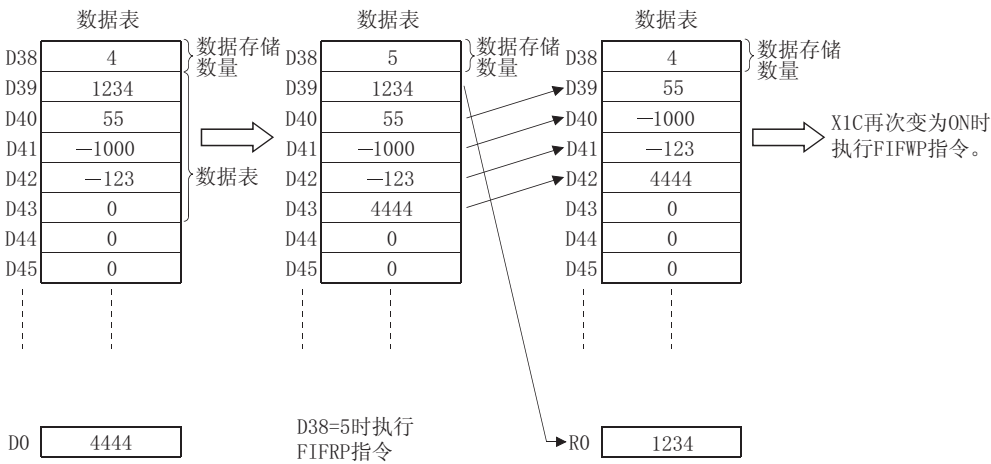 数据表
D38 4 数据存储
数量
D39 1234
D40 55
D41 -1000
D42 -123
数据表
D43 0
D44 0
D45 0
D0 4444
数据表
D38 5 数据存储
数量
D39 1234
D40 55
D41 -1000
D42 -123
D43 4444
D44 0
D45 0
D38=5时执行
FIFRP指令
数据表
D38 4 数据存储
数量
D39 55
D40 -1000
D41 -123
D42 4444
D43 0
D44 0
D45 0
R0 1234
X1C再次变为ON时
执行FIFWP指令。